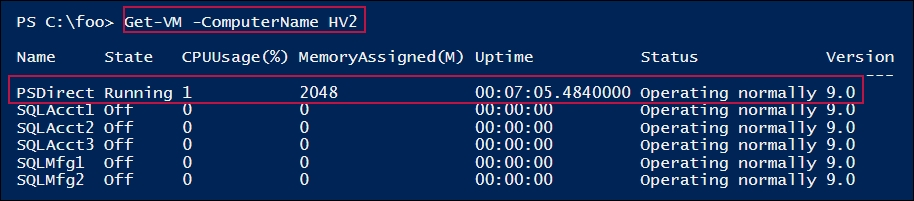 PS C:\foo> Get-VM -ComputerName HV2
Name State CPUUsage(%) MemoryAssigned(M) Uptime Status Version
---
PSDirect Running 1 2048 00:07:05.4840000 Operating normally 9.0
SQLAcct1 Off 0 0 00:00:00 Operating normally 9.0
SQLAcct2 Off 0 0 00:00:00 Operating normally 9.0
SQLAcct3 Off 0 0 00:00:00 Operating normally 9.0
SQLMfg1 Off 0 0 00:00:00 Operating normally 9.0
SQLMfg2 Off 0 0 00:00:00 Operating normally 9.0